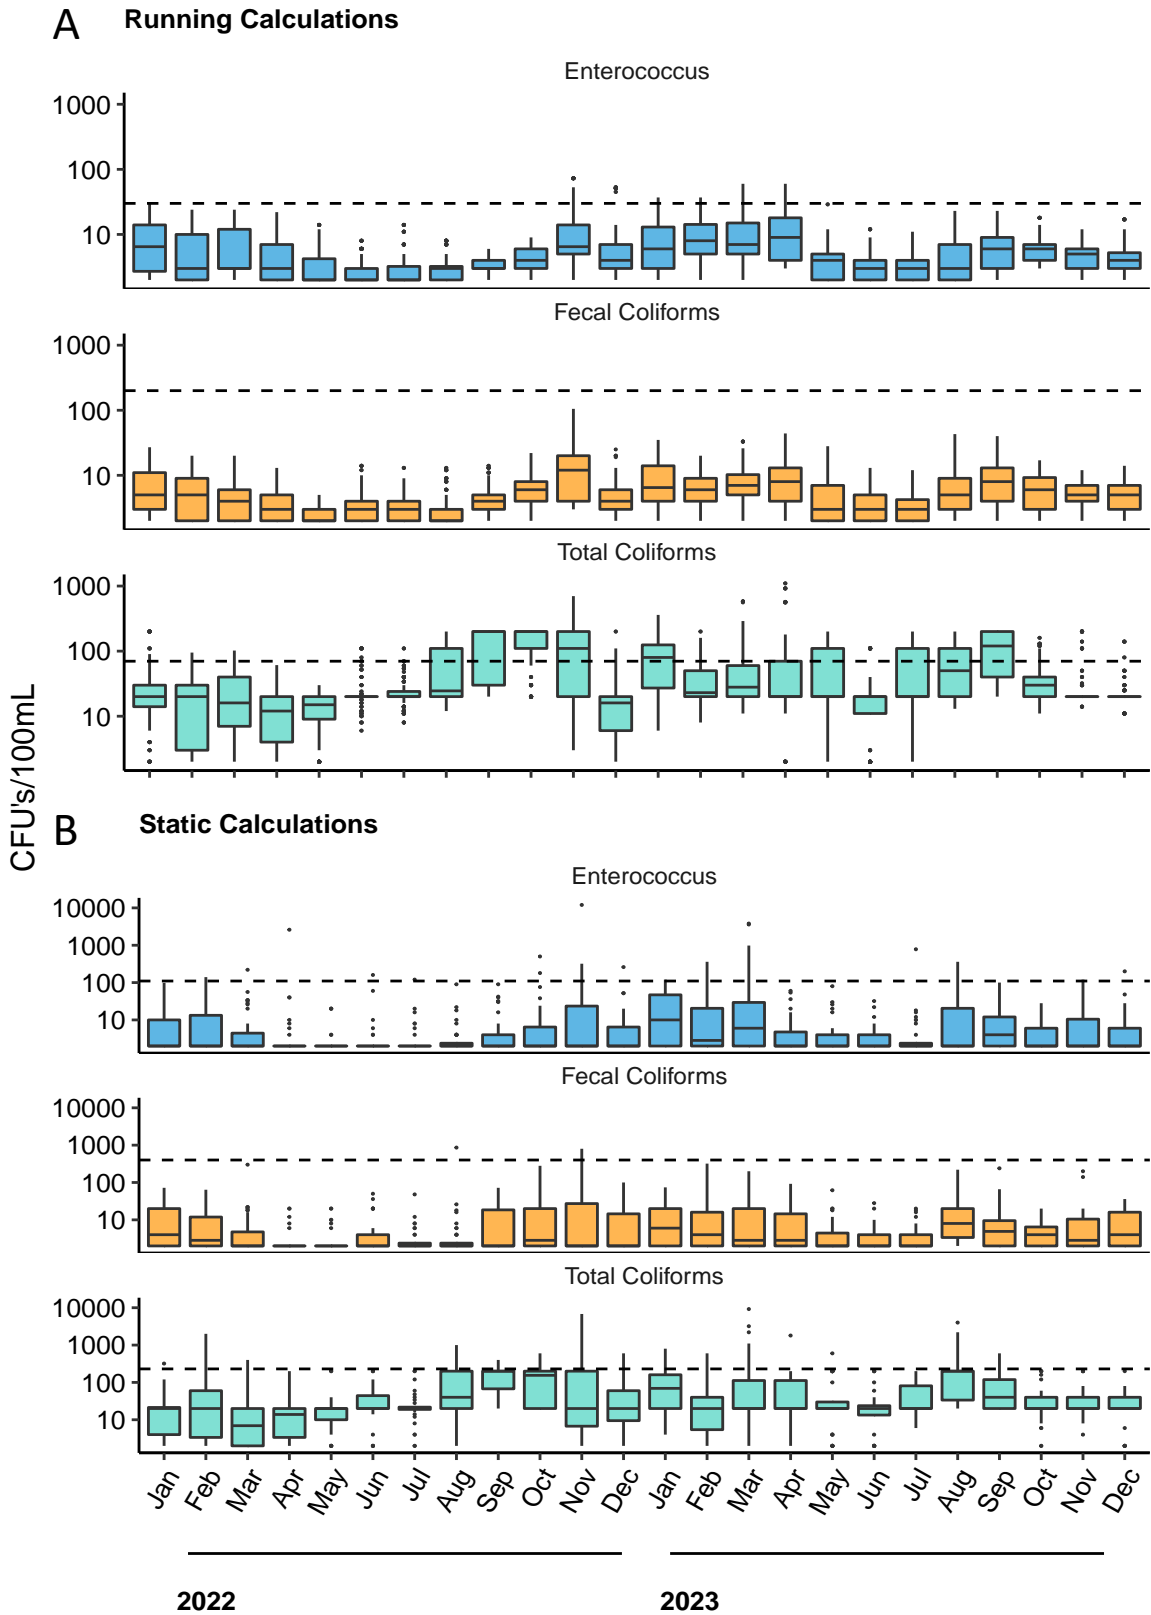 A Running Calculations
Enterococcus
1000
100
10
Fecal Coliforms
1000
100
10
Total Coliforms
1000
100
10
CFU's/100mL
B Static Calculations
Enterococcus
10000
1000
100
10
Fecal Coliforms
10000
1000
100
10
Total Coliforms
10000
1000
100
10
Jan Feb Mar Apr May Jun Jul Aug Sep Oct Nov Dec Jan Feb Mar Apr May Jun Jul Aug Sep Oct Nov Dec
2022 2023